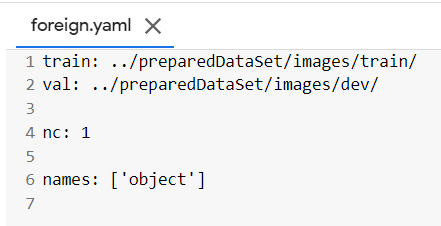 foreign.yaml
1 train: ../preparedDataSet/images/train/
2 val: ../preparedDataSet/images/dev/
3
4 nc: 1
5
6 names: ['object']
7